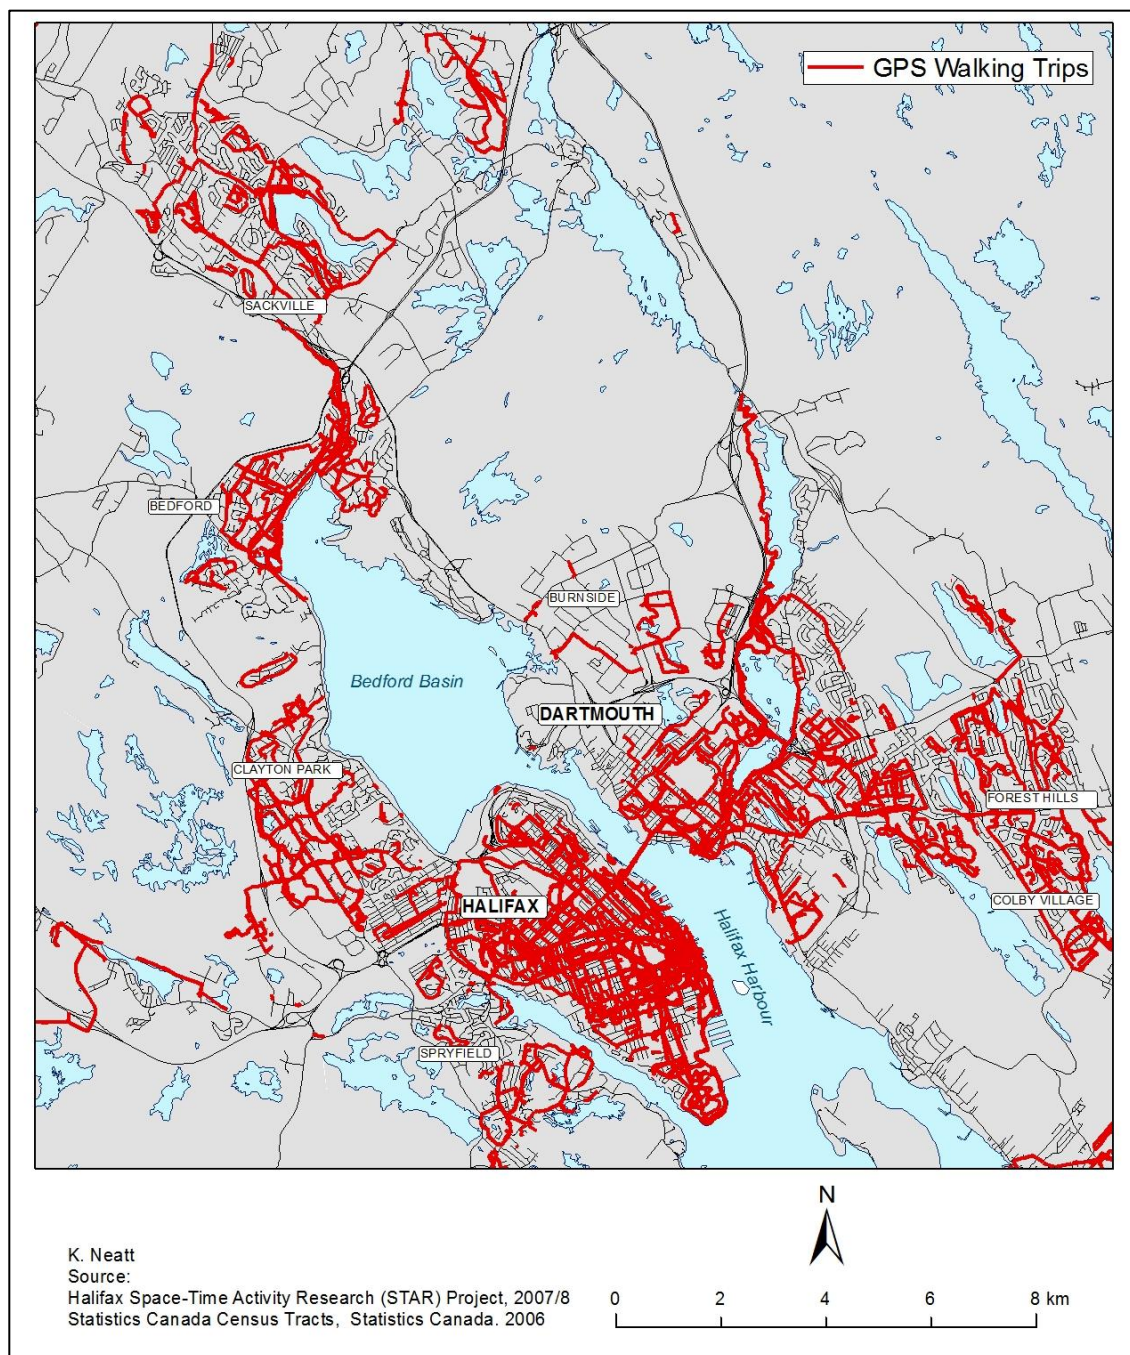 GPS Walking Trips
SACKVILLE
BEDFORD
BURNSIDE
Bedford Basin
DARTMOUTH
CLAYTON PARK
FOREST HILLS
HALIFAX
COLBY VILLAGE
Halifax Harbour
SPRYFIELD
N
K. Neatt
Source:
Halifax Space-Time Activity Research (STAR) Project, 2007/8
Statistics Canada Census Tracts, Statistics Canada. 2006
0 2 4 6 8 km